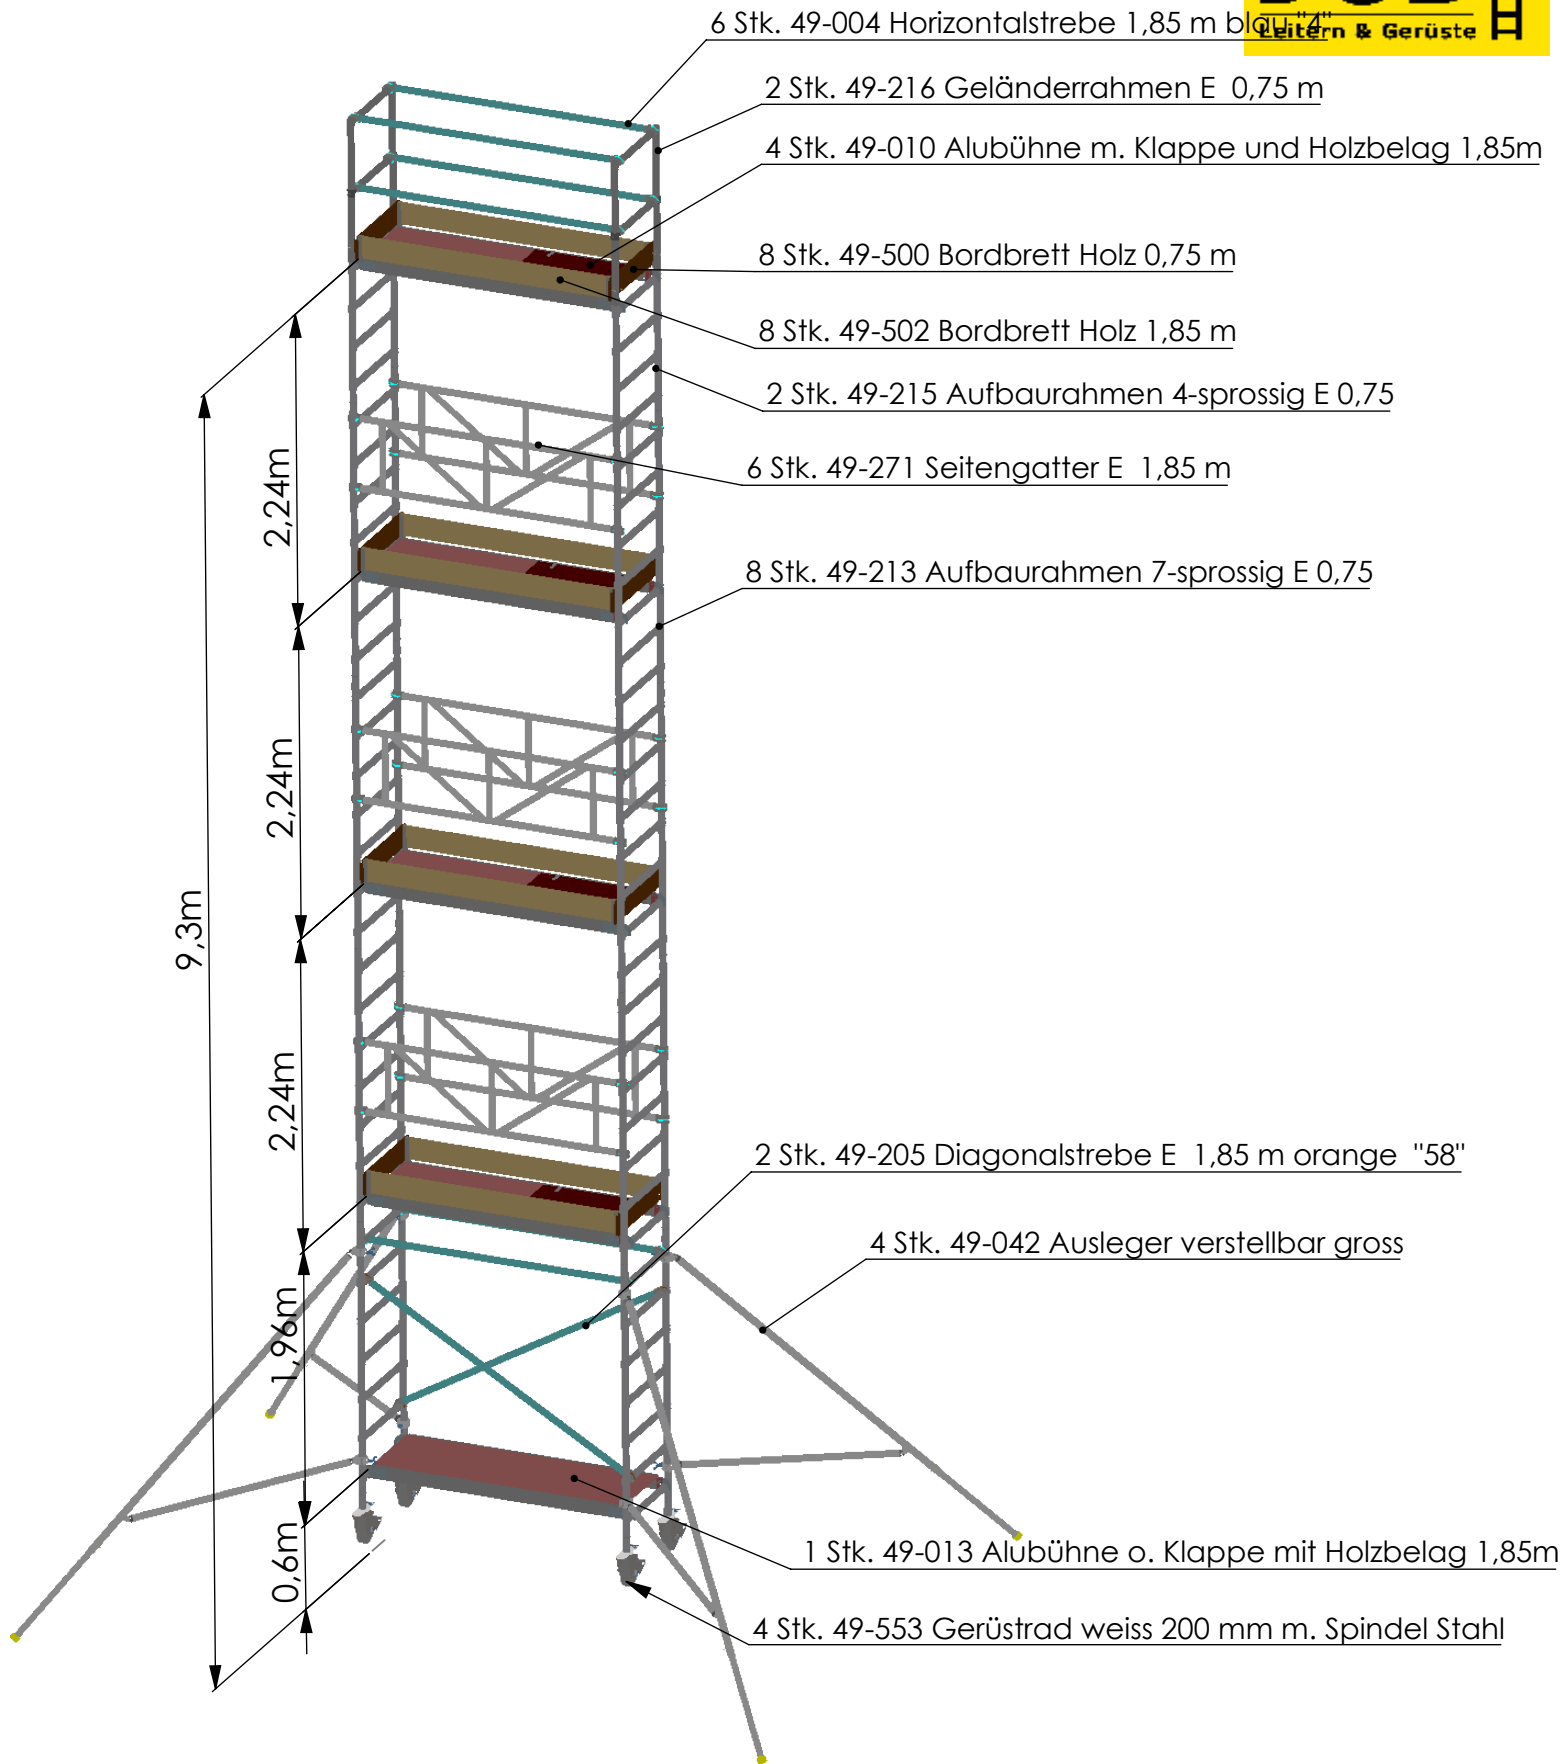 6 Stk. 49-004 Horizontalstrebe 1,85 m blau "4"
Leitern & Gerüste
2 Stk. 49-216 Geländerrahmen E 0,75 m
4 Stk. 49-010 Alubühne m. Klappe und Holzbelag 1,85m
8 Stk. 49-500 Bordbrett Holz 0,75 m
8 Stk. 49-502 Bordbrett Holz 1,85 m
2 Stk. 49-215 Aufbaurahmen 4-sprossig E 0,75
6 Stk. 49-271 Seitengatter E 1,85 m
2,24m
8 Stk. 49-213 Aufbaurahmen 7-sprossig E 0,75
2,24m
9,3m
2,24m
2 Stk. 49-205 Diagonalstrebe E 1,85 m orange "58"
4 Stk. 49-042 Ausleger verstellbar gross
1,96m
1 Stk. 49-013 Alubühne o. Klappe mit Holzbelag 1,85m
0,6m
4 Stk. 49-553 Gerüstrad weiss 200 mm m. Spindel Stahl